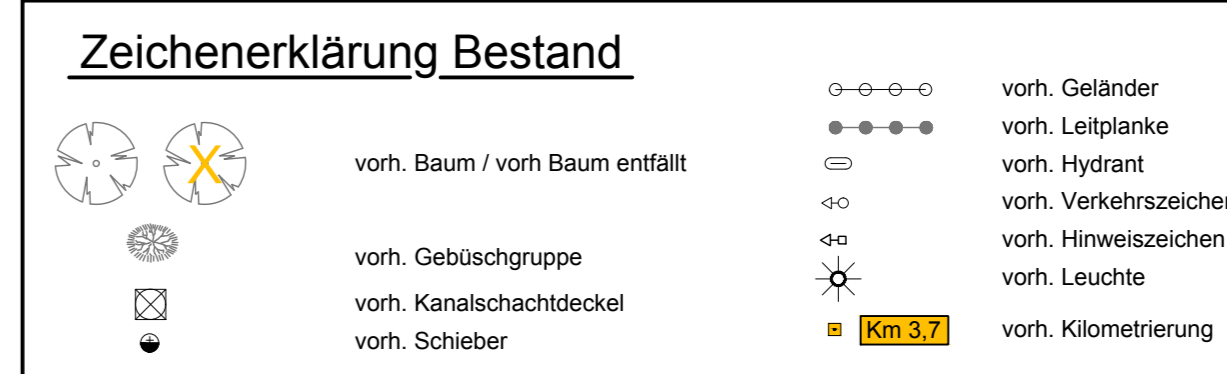 Zeichenerklärung Bestand
vorh. Baum / vorh Baum entfällt
X
vorh. Gebüschgruppe
vorh. Kanalschachtdeckel
vorh. Schieber
vorh. Geländer
vorh. Leitplanke
vorh. Hydrant
vorh. Verkehrszeichen
vorh. Hinweiszeichen
vorh. Leuchte
Km 3,7 vorh. Kilometrierung